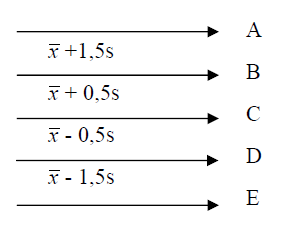 A
x̅ +1,5s
B
x̅ + 0,5s
C
x̅ - 0,5s
D
x̅ - 1,5s
E